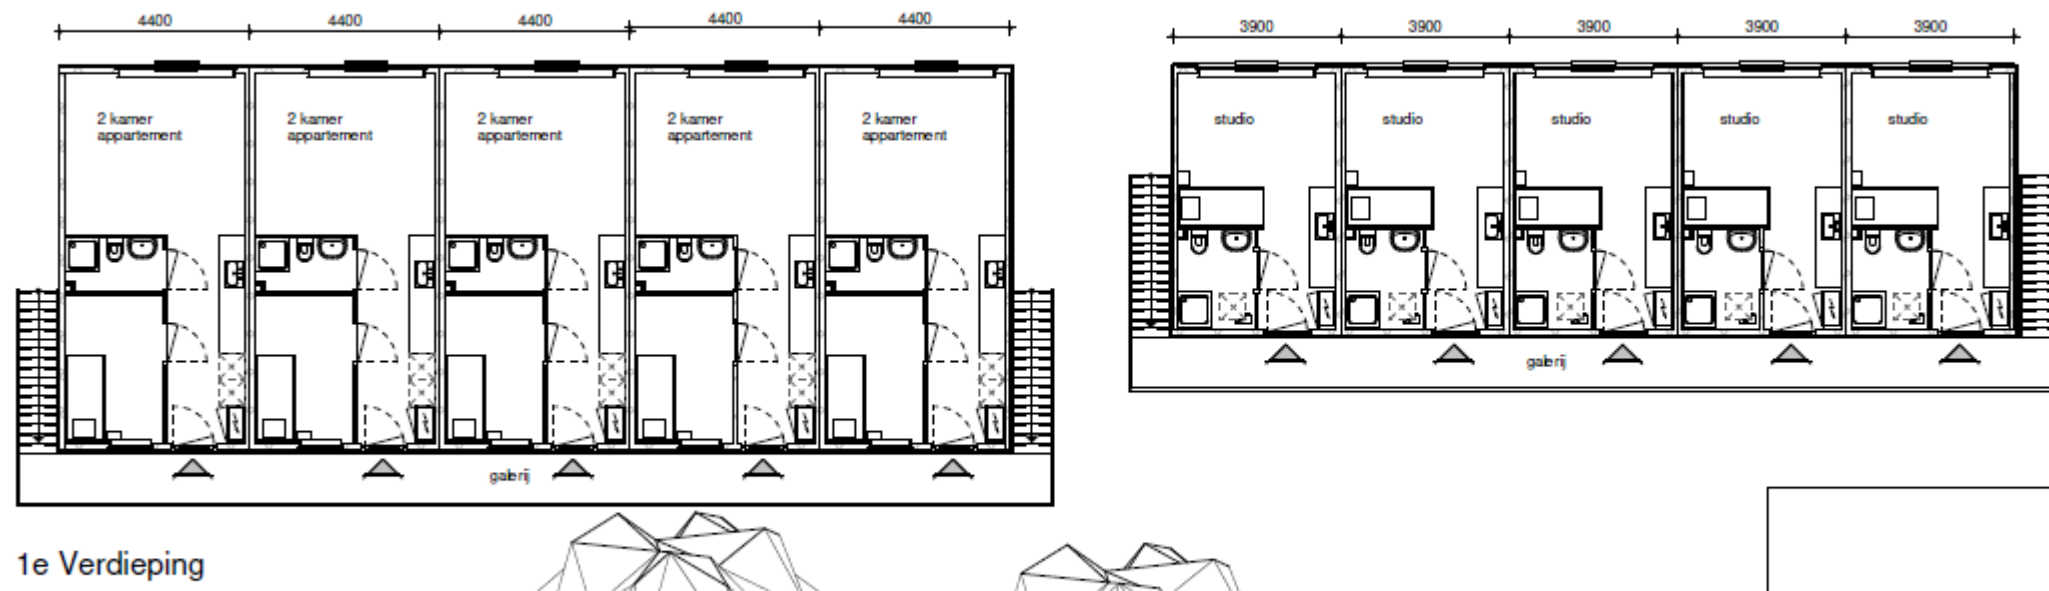 4400 4400 4400 4400 4400
3900 3900 3900 3900 3900
2 kamer
appartement
2 kamer
appartement
2 kamer
appartement
2 kamer
appartement
2 kamer
appartement
studio studio studio studio studio
galerij
galerij
1e Verdieping